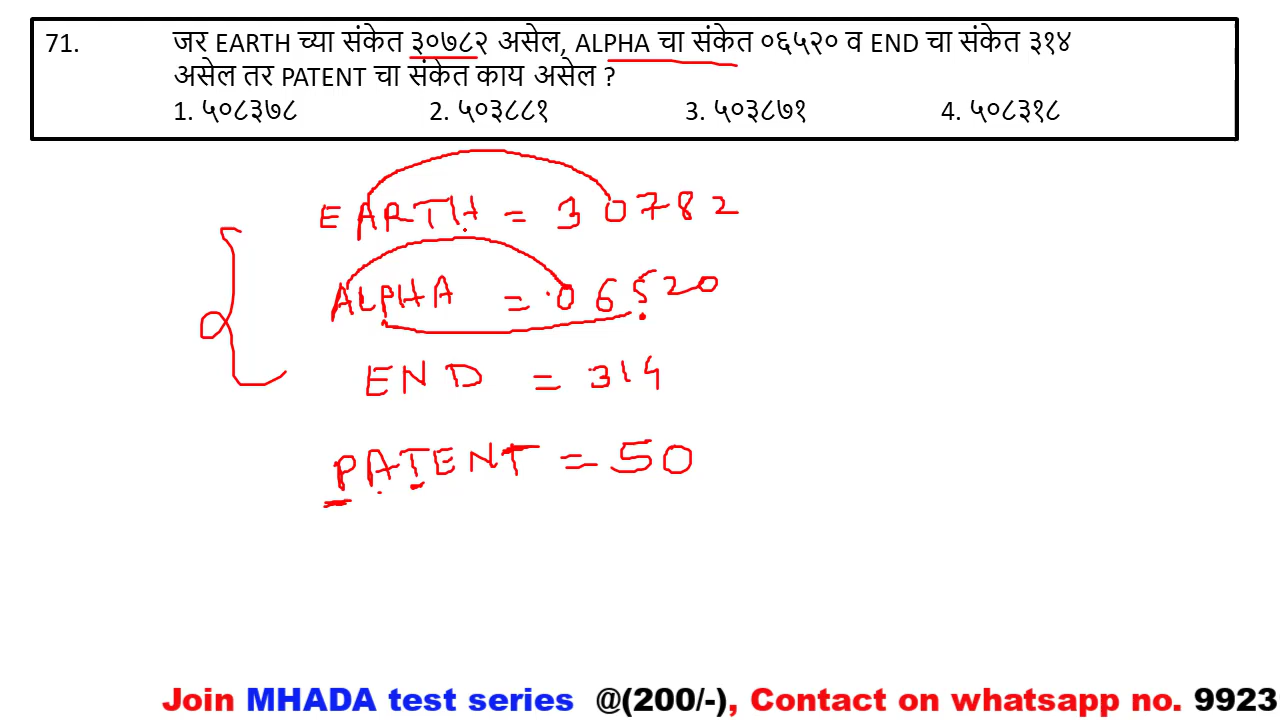 71. जर EARTH च्या संकेत ३०७८२ असेल, ALPHA चा संकेत ०६५२० व END चा संकेत ३१४
असेल तर PATENT चा संकेत काय असेल ?
1. ५०८३७८ 2. ५०३८८१ 3. ५०३८७१ 4. ५०८३१८
EARTH = 30782
ALPHA = 06520
END = 314
PATENT = 50
Join MHADA test series @(200/-), Contact on whatsapp no. 9923